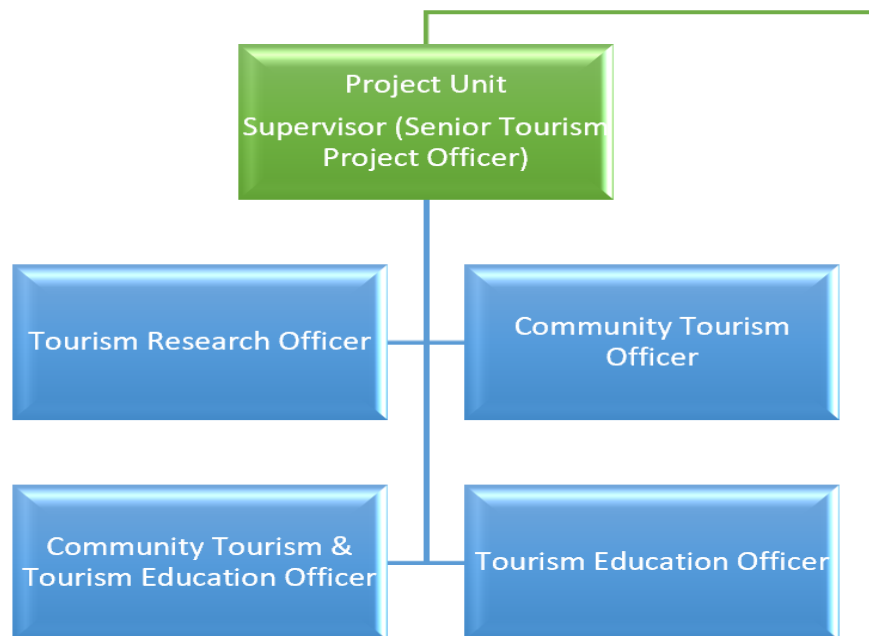 Project Unit
Supervisor (Senior Tourism
Project Officer)
Tourism Research Officer
Community Tourism
Officer
Community Tourism &
Tourism Education Officer
Tourism Education Officer